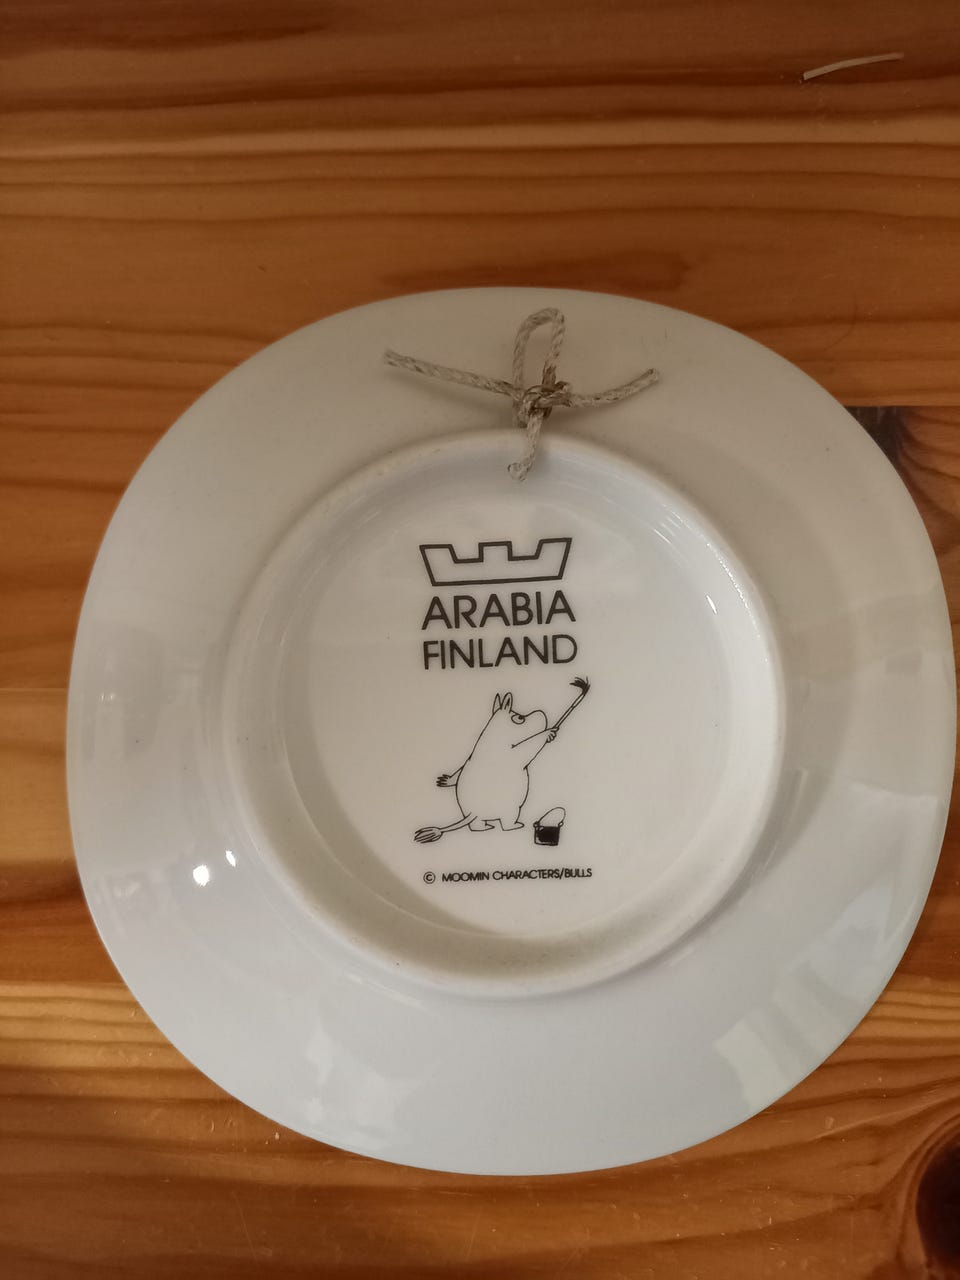 ARABIA
FINLAND
© MOOMIN CHARACTERS/BULLS